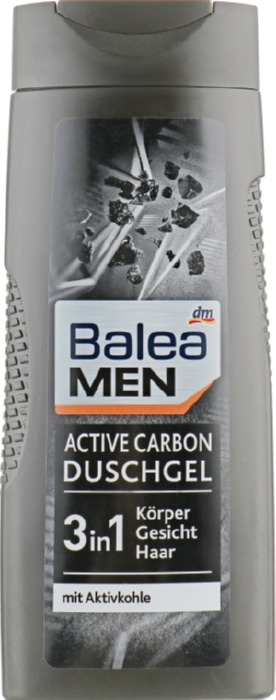 dm
Balea
MEN
ACTIVE CARBON
DUSCHGEL
3in1
Körper
Gesicht
Haar
mit Aktivkohle